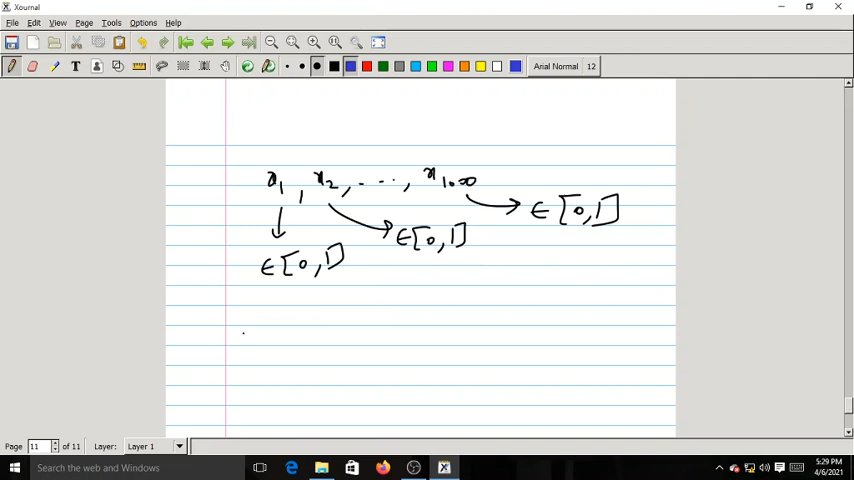 Xournal
File Edit View Page Tools Options Help
Arial Normal 12
x₁, x₂, ...., x₁₀₀₀
∈ [0,1]
∈ [0,1]
∈ [0,1]
Page 11 of 11 Layer: Layer 1
Search the web and Windows
5:29 PM
4/6/2021